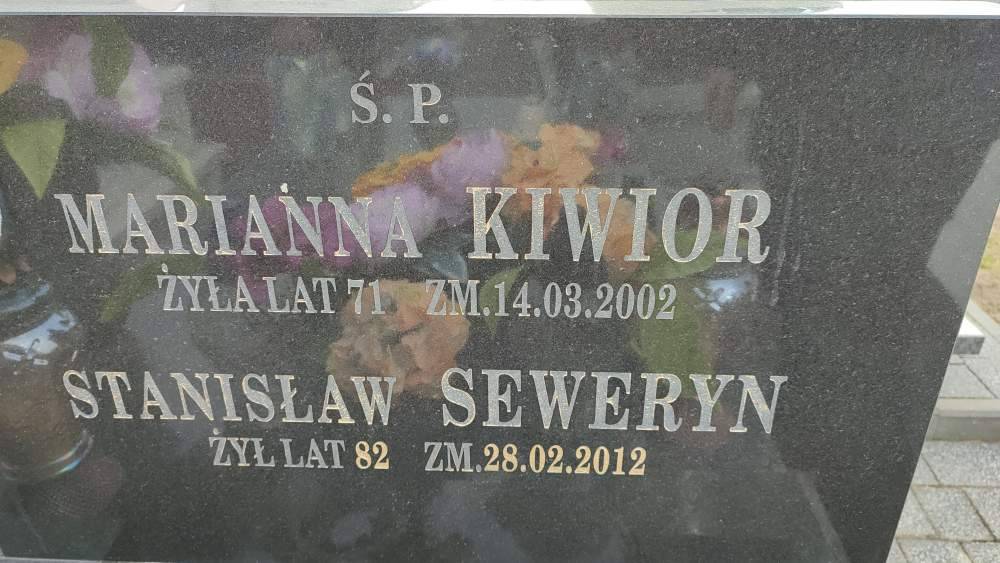 Ś. P.
MARIANNA KIWIOR
ŻYŁA LAT 71 ZM.14.03.2002
STANISŁAW SEWERYN
ŻYŁ LAT 82 ZM.28.02.2012